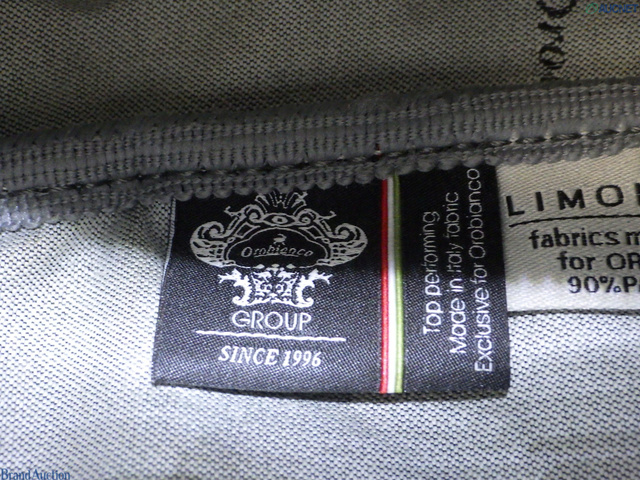 Oro
Orobianco
GROUP
SINCE 1996
Top performing
Made in Italy fabric
Exclusive for Orobianco
LIMO
fabrics m
for OR
90%P
BrandAuction